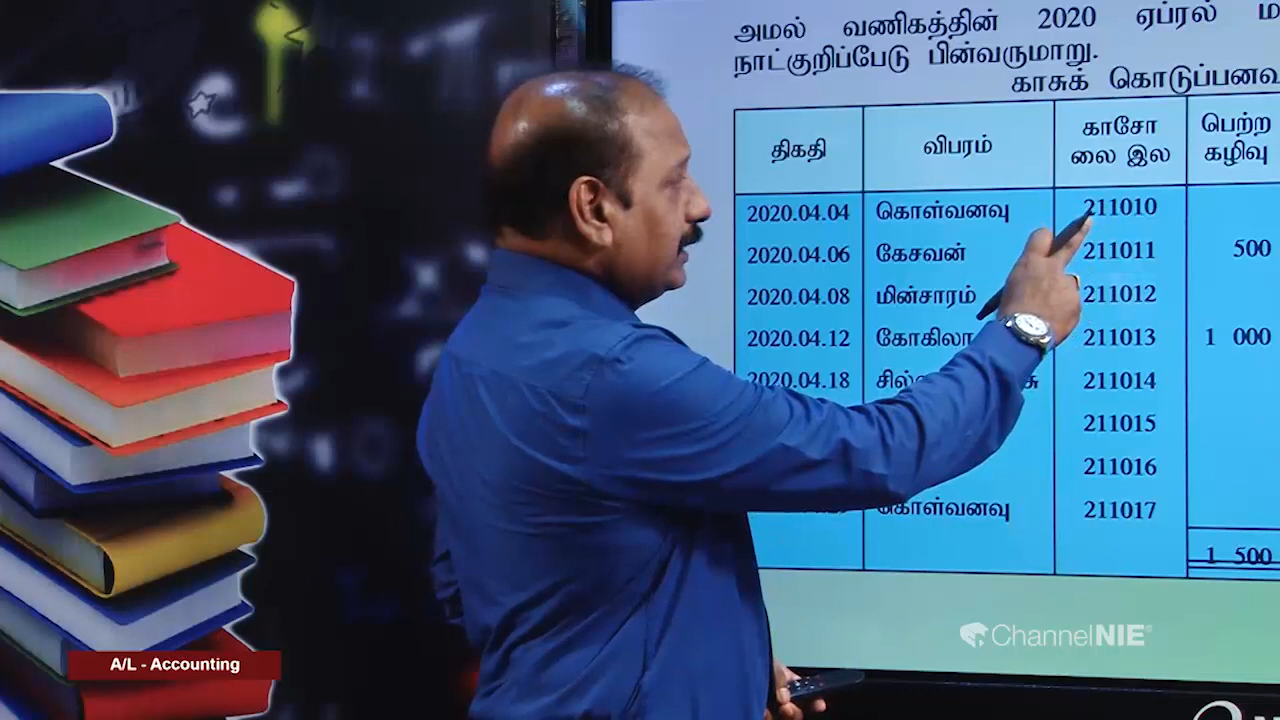 அமல் வணிகத்தின் 2020 ஏப்ரல்
நாட்குறிப்பேடு பின்வருமாறு.
காசுக் கொடுப்பனவு
திகதி விபரம் காசோ பெற்ற
லை இல கழிவு
2020.04.04 கொள்வனவு 211010
2020.04.06 கேசவன் 211011 500
2020.04.08 மின்சாரம் 211012
2020.04.12 கோகிலா 211013 1 000
2020.04.18 211014
211015
211016
கொள்வனவு 211017
1 500
ChannelNIE
A/L - Accounting